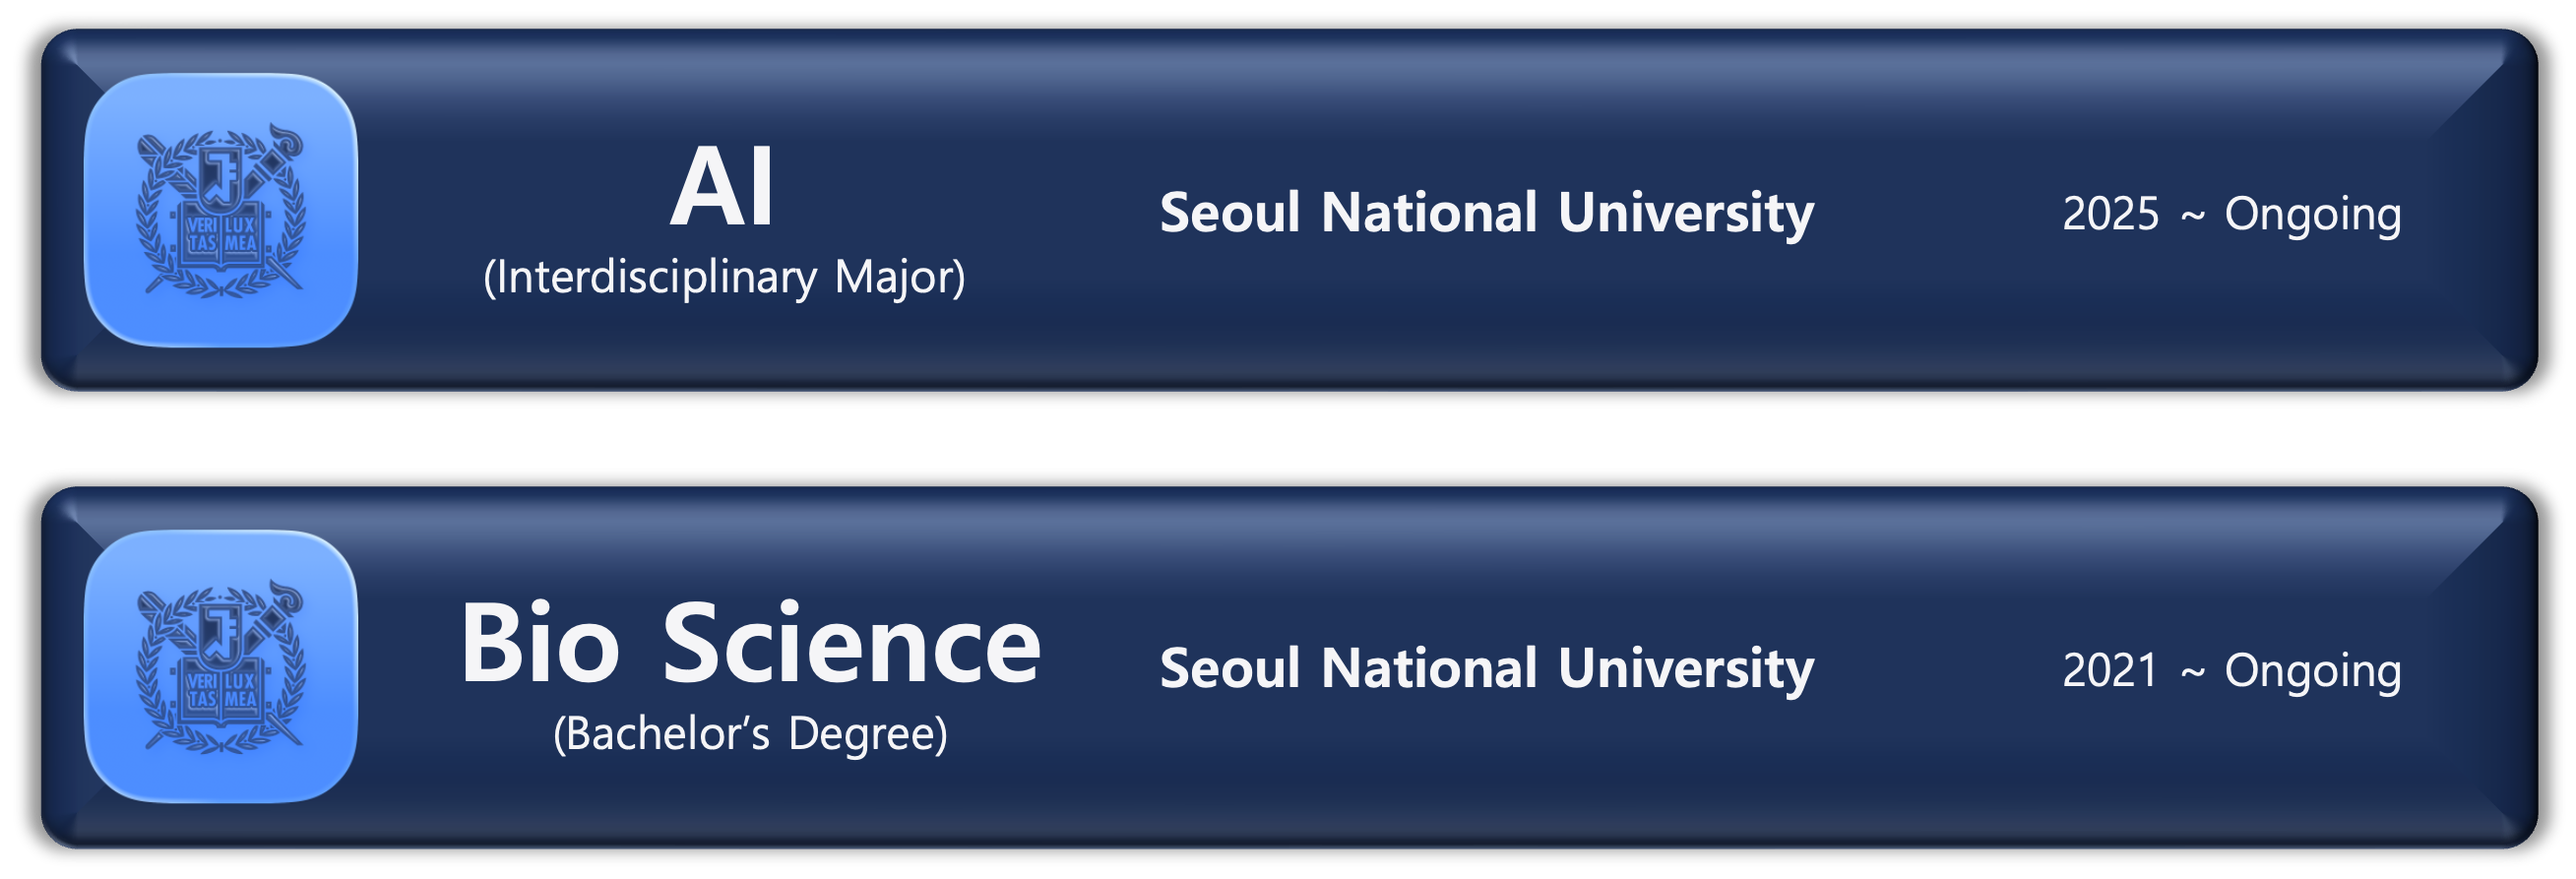 VERI LUX
TAS MEA
AI
(Interdisciplinary Major)
Seoul National University
2025 ~ Ongoing
VERI LUX
TAS MEA
Bio Science
(Bachelor’s Degree)
Seoul National University
2021 ~ Ongoing